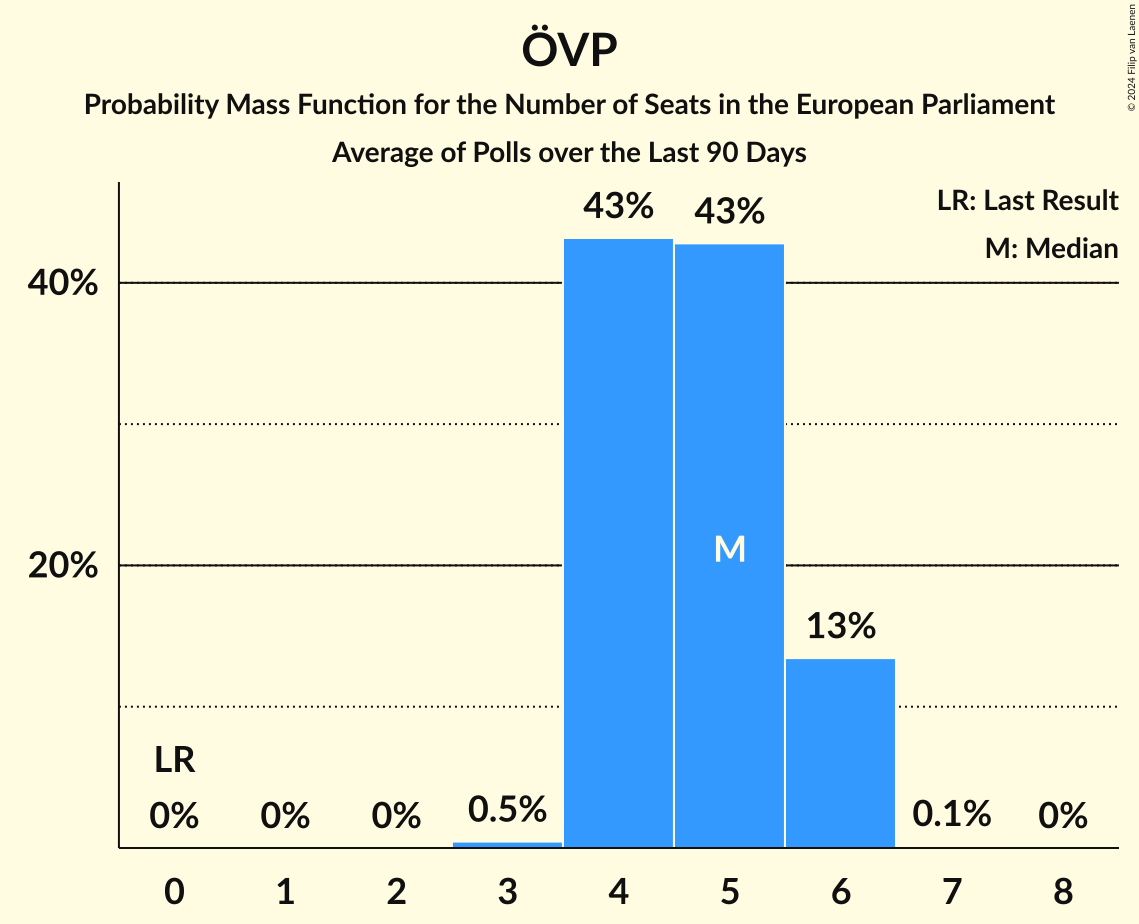 ÖVP
Probability Mass Function for the Number of Seats in the European Parliament
Average of Polls over the Last 90 Days
© 2024 Filip van Laenen
LR: Last Result
M: Median
43%
43%
40%
20%
M
13%
LR
0%
0%
0%
0.5%
0.1%
0%
0
1
2
3
4
5
6
7
8